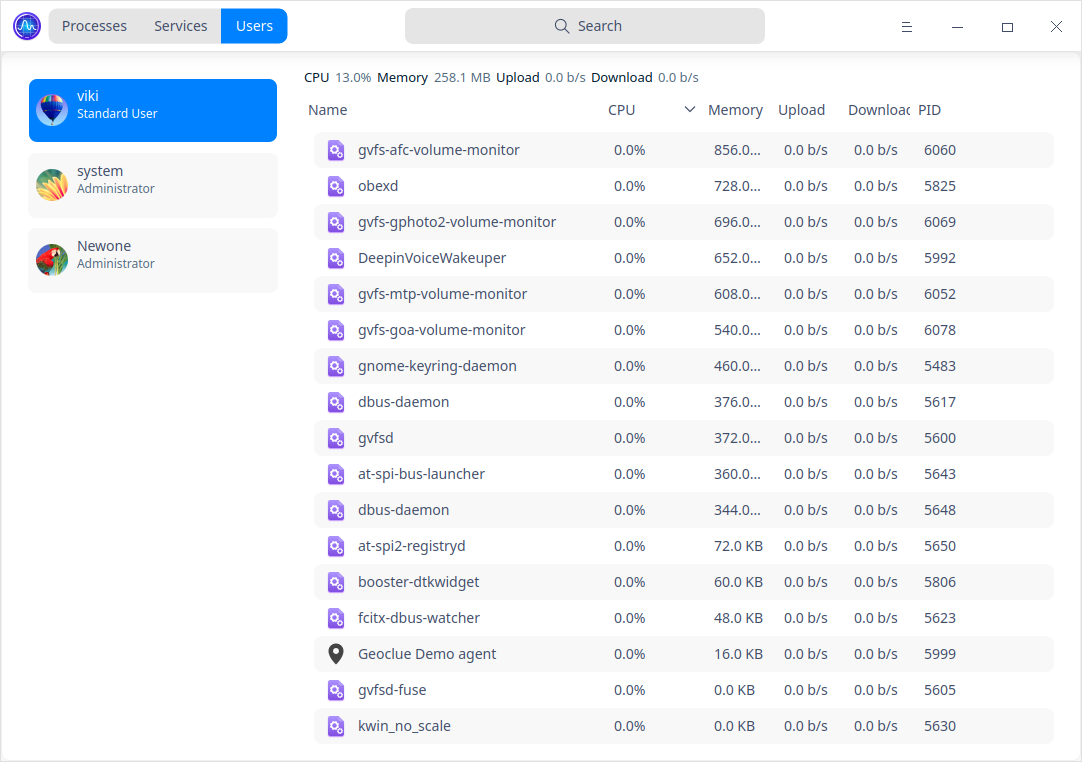 Processes Services Users Search
viki
Standard User
system
Administrator
Newone
Administrator
CPU 13.0% Memory 258.1 MB Upload 0.0 b/s Download 0.0 b/s
Name CPU Memory Upload Download PID
gvfs-afc-volume-monitor 0.0% 856.0... 0.0 b/s 0.0 b/s 6060
obexd 0.0% 728.0... 0.0 b/s 0.0 b/s 5825
gvfs-gphoto2-volume-monitor 0.0% 696.0... 0.0 b/s 0.0 b/s 6069
DeepinVoiceWakeuper 0.0% 652.0... 0.0 b/s 0.0 b/s 5992
gvfs-mtp-volume-monitor 0.0% 608.0... 0.0 b/s 0.0 b/s 6052
gvfs-goa-volume-monitor 0.0% 540.0... 0.0 b/s 0.0 b/s 6078
gnome-keyring-daemon 0.0% 460.0... 0.0 b/s 0.0 b/s 5483
dbus-daemon 0.0% 376.0... 0.0 b/s 0.0 b/s 5617
gvfsd 0.0% 372.0... 0.0 b/s 0.0 b/s 5600
at-spi-bus-launcher 0.0% 360.0... 0.0 b/s 0.0 b/s 5643
dbus-daemon 0.0% 344.0... 0.0 b/s 0.0 b/s 5648
at-spi2-registryd 0.0% 72.0 KB 0.0 b/s 0.0 b/s 5650
booster-dtkwidget 0.0% 60.0 KB 0.0 b/s 0.0 b/s 5806
fcitx-dbus-watcher 0.0% 48.0 KB 0.0 b/s 0.0 b/s 5623
Geoclue Demo agent 0.0% 16.0 KB 0.0 b/s 0.0 b/s 5999
gvfsd-fuse 0.0% 0.0 KB 0.0 b/s 0.0 b/s 5605
kwin_no_scale 0.0% 0.0 KB 0.0 b/s 0.0 b/s 5630